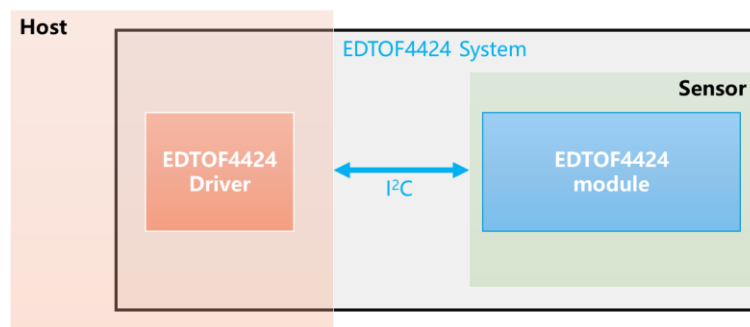 Host
EDTOF4424 System
Sensor
EDTOF4424
Driver
I²C
EDTOF4424
module